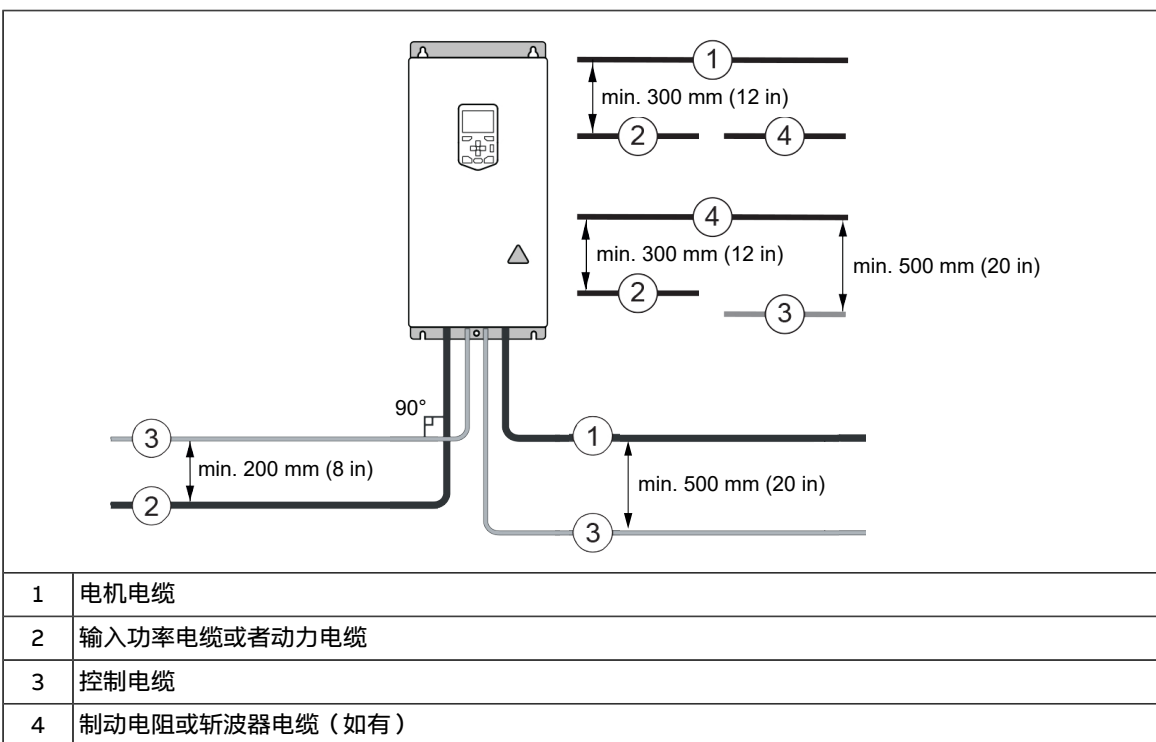 1
min. 300 mm (12 in)
2
4
4
min. 300 mm (12 in)
min. 500 mm (20 in)
2
3
90°
3
1
min. 200 mm (8 in)
min. 500 mm (20 in)
2
3
1 电机电缆
2 输入功率电缆或者动力电缆
3 控制电缆
4 制动电阻或斩波器电缆（如有）